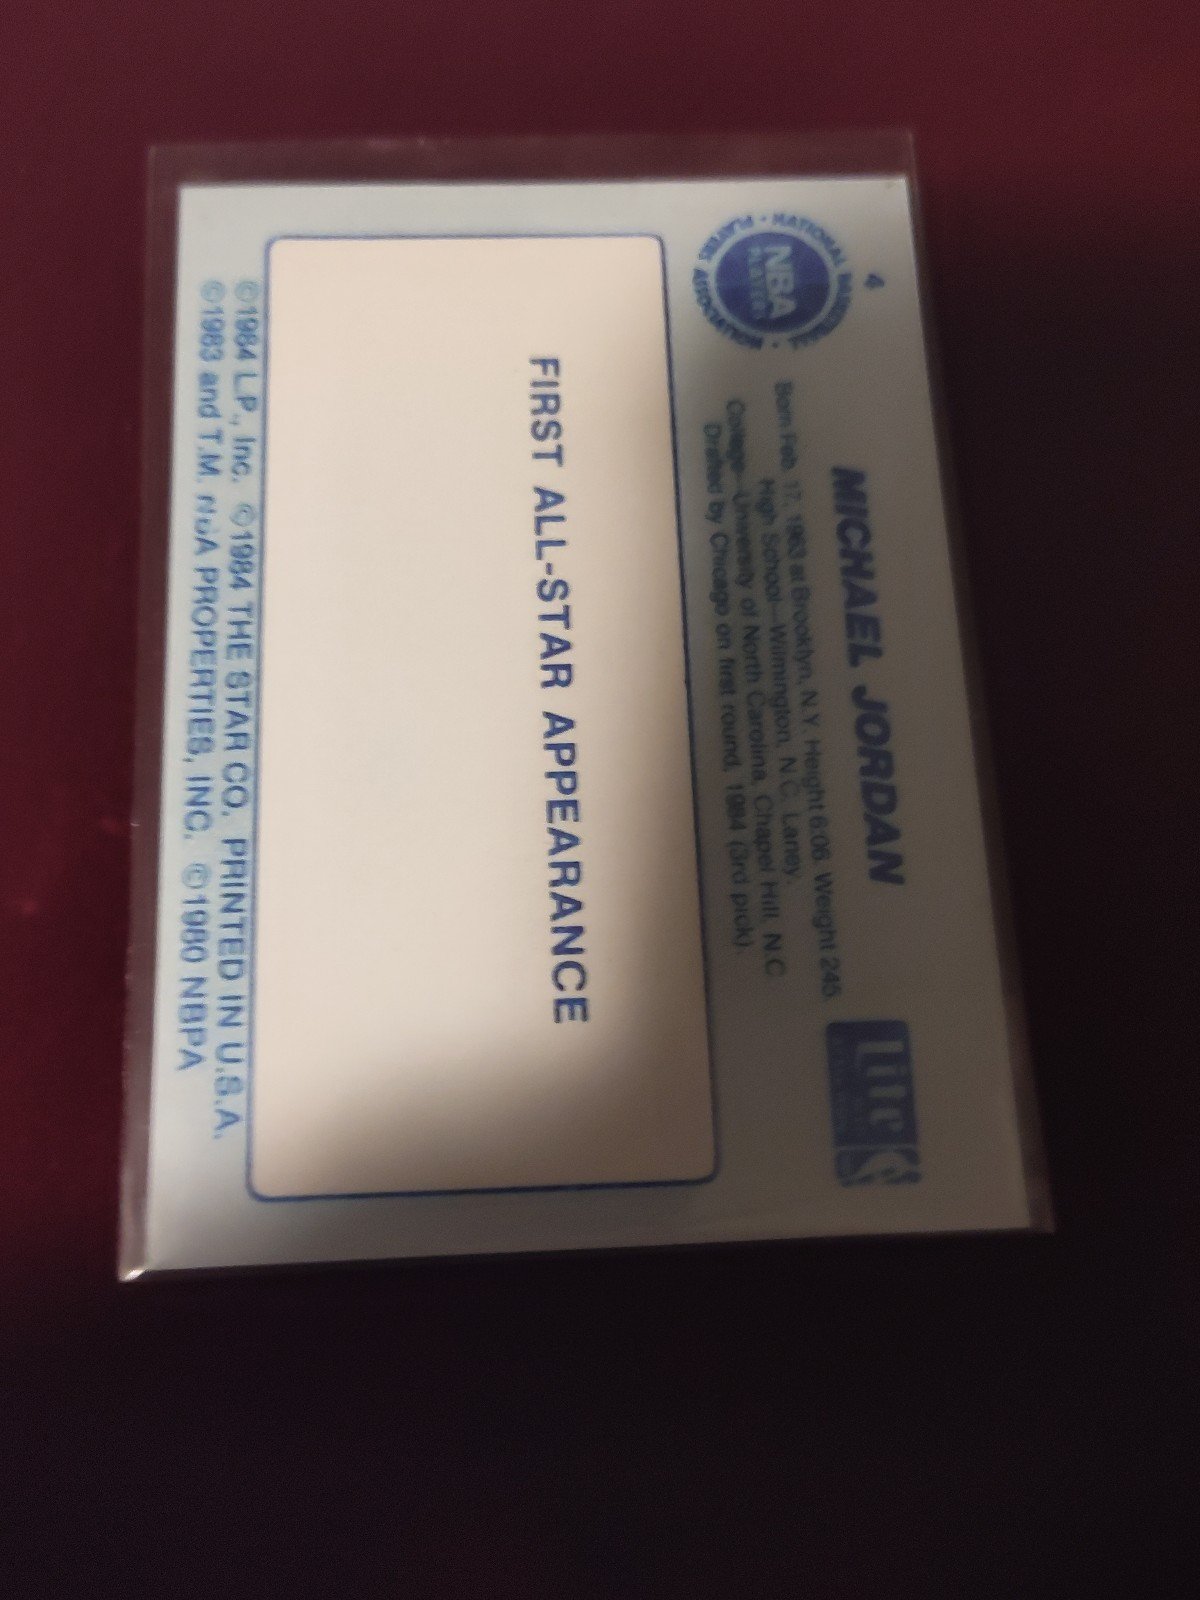 4
NATIONAL BASKETBALL PLAYERS ASSOCIATION
NBA
PLAYERS
MICHAEL JORDAN
Born Feb. 17, 1963 at Brooklyn, N.Y. Height 6:06. Weight 245.
High School—Wilmington, N.C. Laney.
College—University of North Carolina, Chapel Hill, N.C
Drafted by Chicago on first round, 1984 (3rd pick).
Lite
FIRST ALL-STAR APPEARANCE
©1984 L.P., Inc. ©1984 THE STAR CO. PRINTED IN U.S.A.
©1983 and T.M. NBA PROPERTIES, INC. ©1980 NBPA